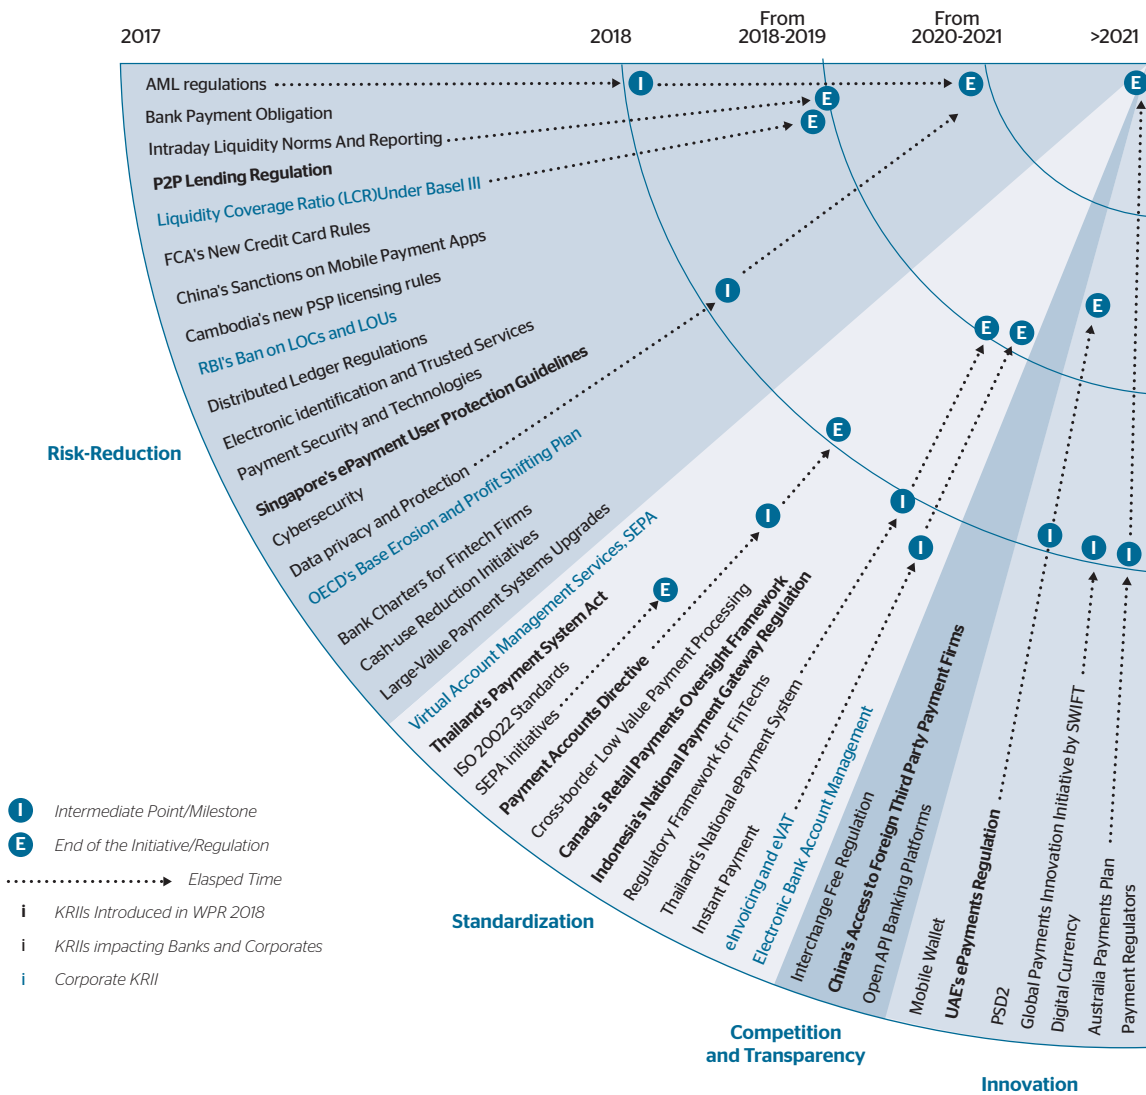 2017
2018
From
2018-2019
From
2020-2021
>2021
AML regulations
I
E
E
Bank Payment Obligation
Intraday Liquidity Norms And Reporting
E
P2P Lending Regulation
E
Liquidity Coverage Ratio (LCR)Under Basel III
FCA's New Credit Card Rules
China's Sanctions on Mobile Payment Apps
Cambodia's new PSP licensing rules
RBI's Ban on LOCs and LOUs
Distributed Ledger Regulations
Electronic identification and Trusted Services
Payment Security and Technologies
Singapore's ePayment User Protection Guidelines
Cybersecurity
Data privacy and Protection
I
OECD's Base Erosion and Profit Shifting Plan
Bank Charters for Fintech Firms
Cash-use Reduction Initiatives
Large-Value Payment Systems Upgrades
Risk-Reduction
Virtual Account Management Services, SEPA
Thailand's Payment System Act
ISO 20022 Standards
SEPA initiatives
E
Payment Accounts Directive
I
E
Cross-border Low Value Payment Processing
Canada's Retail Payments Oversight Framework
Indonesia's National Payment Gateway Regulation
Regulatory Framework for FinTechs
Thailand's National ePayment System
I
E
Instant Payment
eInvoicing and eVAT
I
E
Electronic Bank Account Management
Standardization
Interchange Fee Regulation
China's Access to Foreign Third Party Payment Firms
Open API Banking Platforms
Competition
and Transparency
Mobile Wallet
UAE's ePayments Regulation
I
E
PSD2
Global Payments Innovation Initiative by SWIFT
I
Digital Currency
Australia Payments Plan
I
Payment Regulators
Innovation
I
Intermediate Point/Milestone
E
End of the Initiative/Regulation
Elasped Time
i
KRIIs Introduced in WPR 2018
i
KRIIs impacting Banks and Corporates
i
Corporate KRII